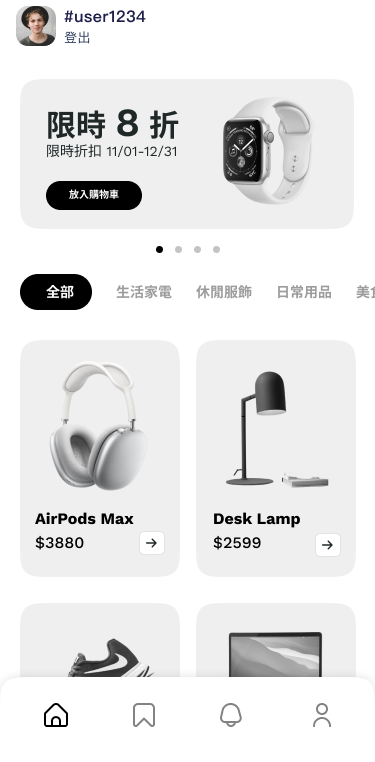 #user1234
登出
限時 8 折
限時折扣 11/01-12/31
放入購物車
全部
生活家電
休閒服飾
日常用品
美
AirPods Max
$3880
Desk Lamp
$2599